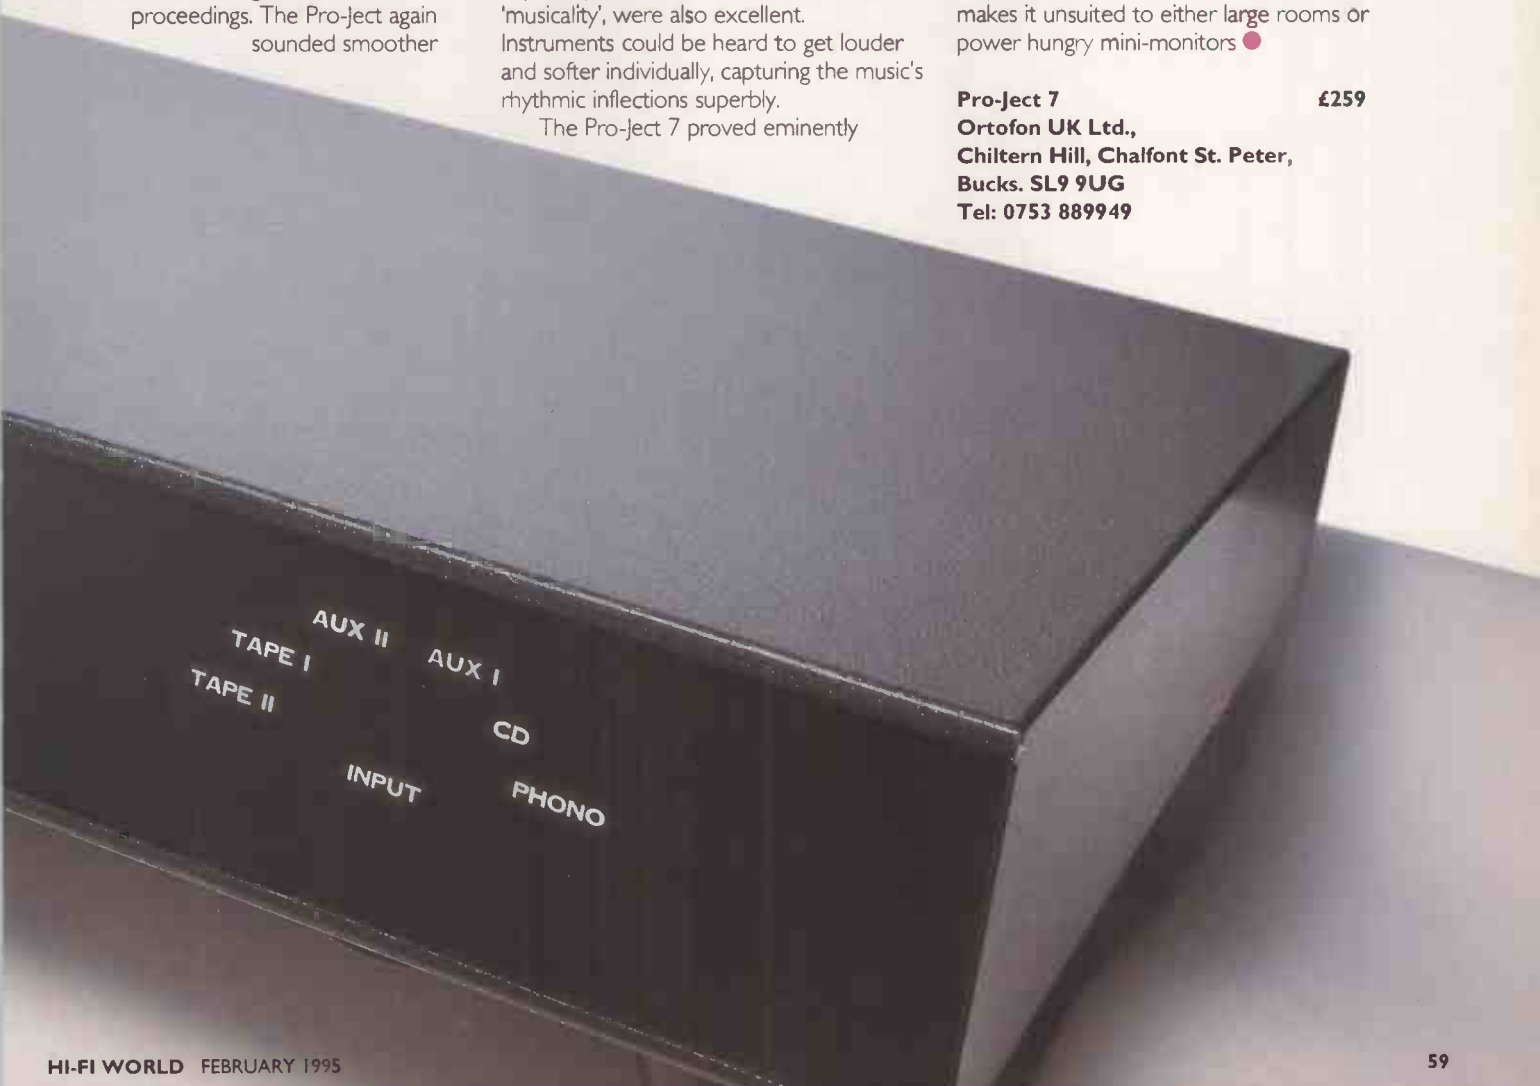 proceedings. The Pro-Ject again
sounded smoother
'musicality', were also excellent.
Instruments could be heard to get louder
and softer individually, capturing the music's
rhythmic inflections superbly.
The Pro-Ject 7 proved eminently
makes it unsuited to either large rooms or
power hungry mini-monitors
Pro-Ject 7 £259
Ortofon UK Ltd.,
Chiltern Hill, Chalfont St. Peter,
Bucks. SL9 9UG
Tel: 0753 889949
AUX II
TAPE I
AUX I
TAPE II
CD
INPUT
PHONO
HI-FI WORLD FEBRUARY 1995
59